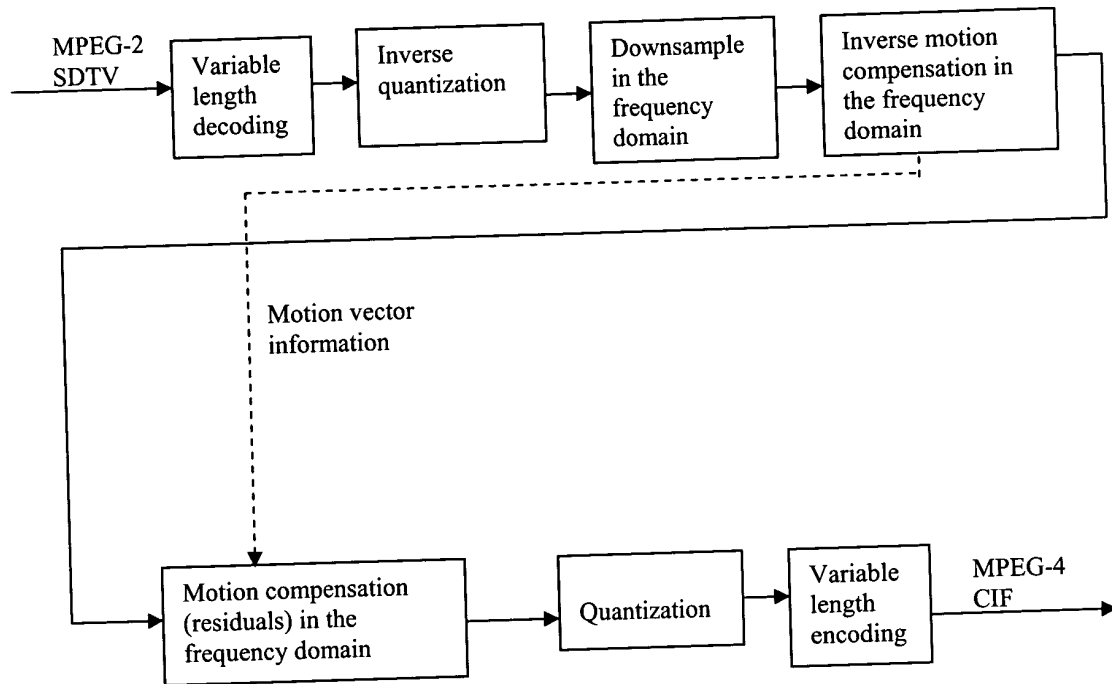 MPEG-2
SDTV
Variable
length
decoding
Inverse
quantization
Downsample
in the
frequency
domain
Inverse motion
compensation in
the frequency
domain
Motion vector
information
Motion compensation
(residuals) in the
frequency domain
Quantization
Variable
length
encoding
MPEG-4
CIF